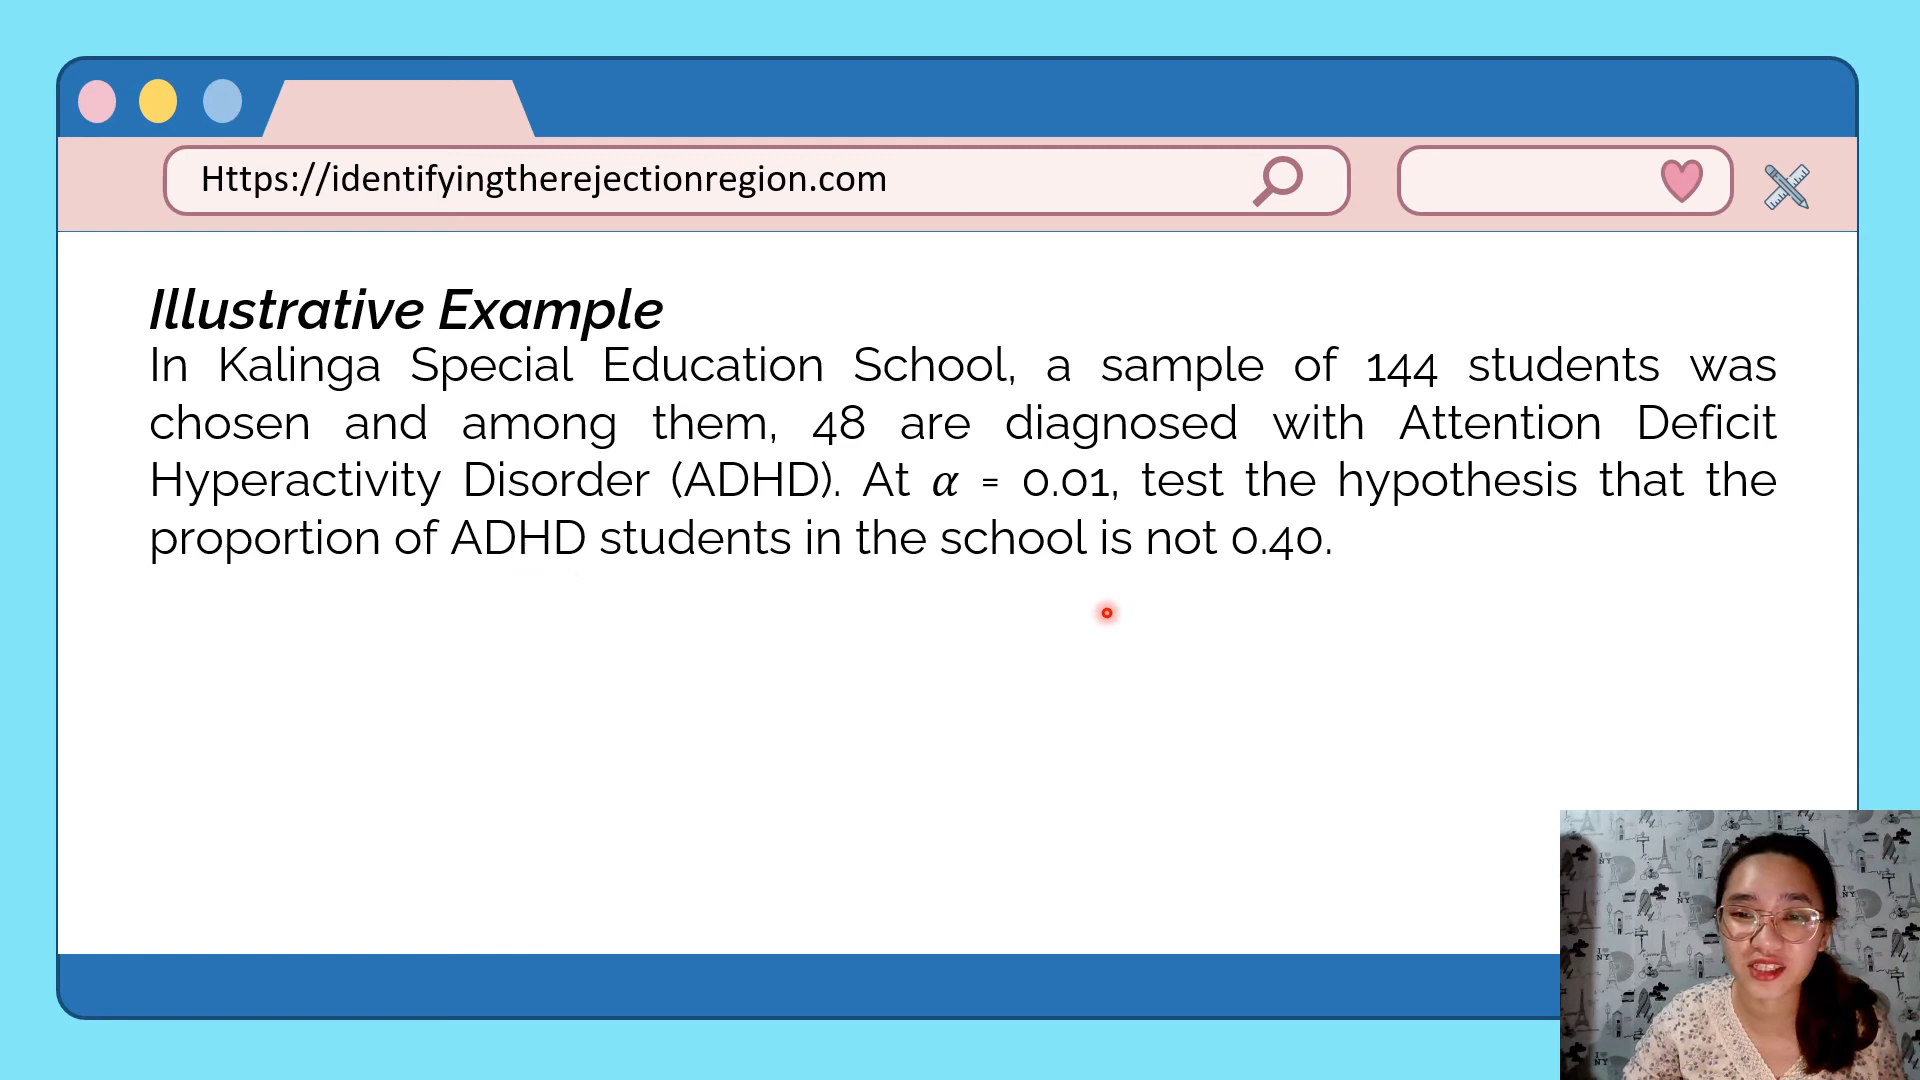 Https://identifyingtherejectionregion.com
Illustrative Example
In Kalinga Special Education School, a sample of 144 students was
chosen and among them, 48 are diagnosed with Attention Deficit
Hyperactivity Disorder (ADHD). At 𝛼 = 0.01, test the hypothesis that the
proportion of ADHD students in the school is not 0.40.